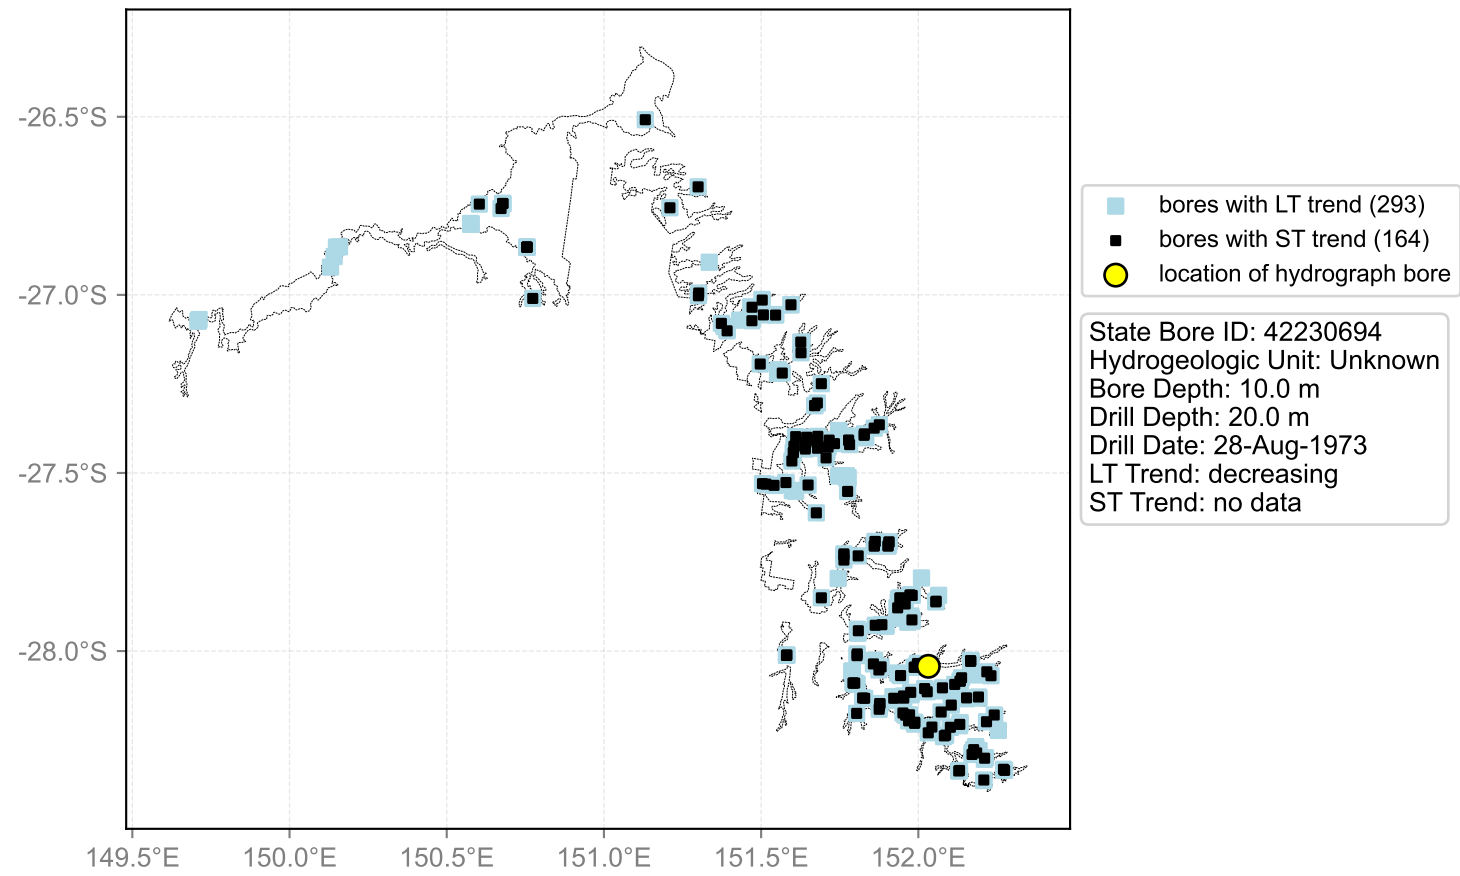 -26.5°S
-27.0°S
-27.5°S
-28.0°S
149.5°E
150.0°E
150.5°E
151.0°E
151.5°E
152.0°E
bores with LT trend (293)
bores with ST trend (164)
location of hydrograph bore
State Bore ID: 42230694
Hydrogeologic Unit: Unknown
Bore Depth: 10.0 m
Drill Depth: 20.0 m
Drill Date: 28-Aug-1973
LT Trend: decreasing
ST Trend: no data